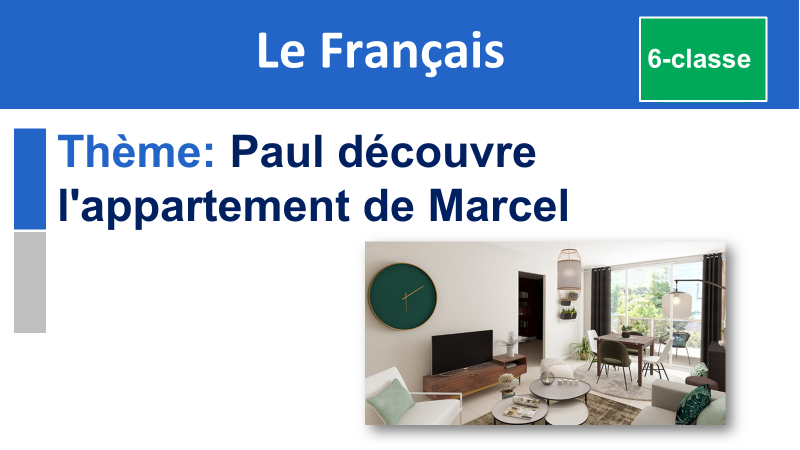 Le Français
6-classe
Thème: Paul découvre
l'appartement de Marcel